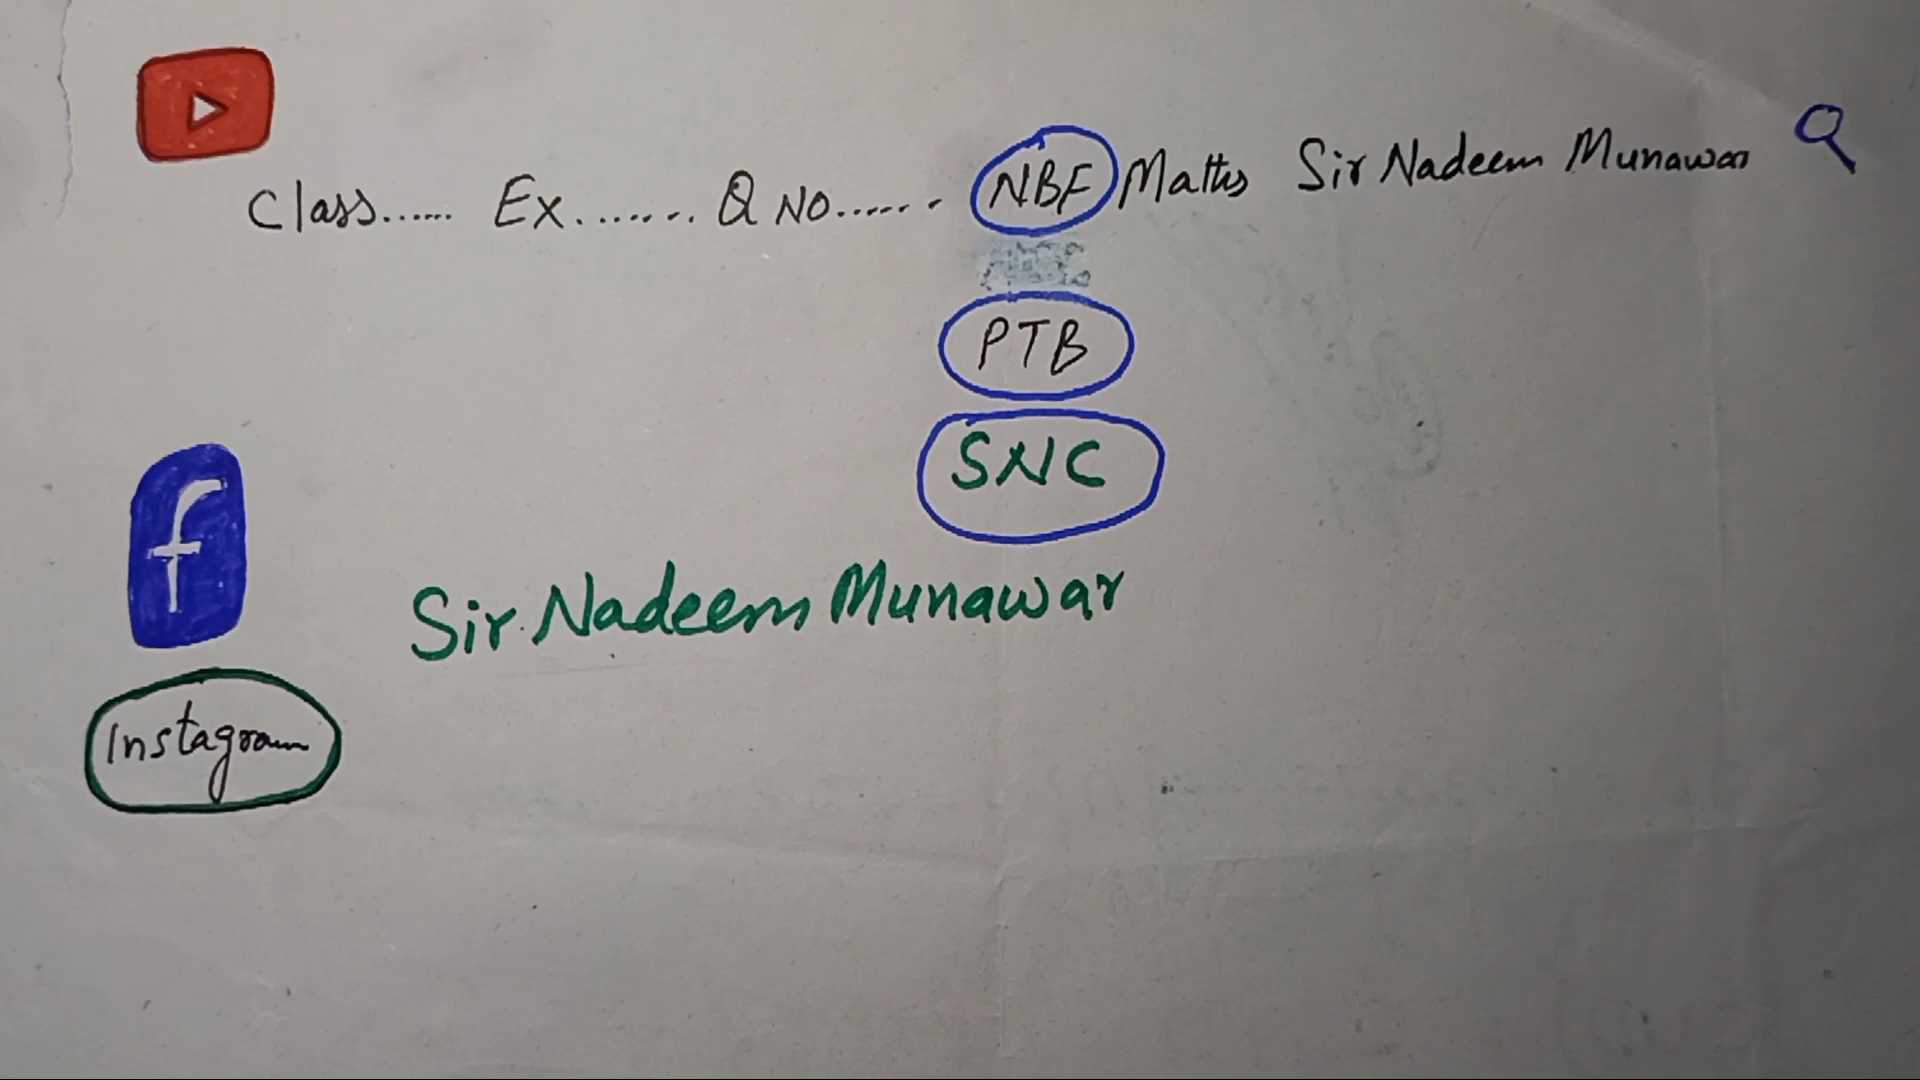 Class...... Ex....... Q No...... NBF Maths Sir Nadeem Munawar
PTB
SNC
f
Sir Nadeem Munawar
Instagram